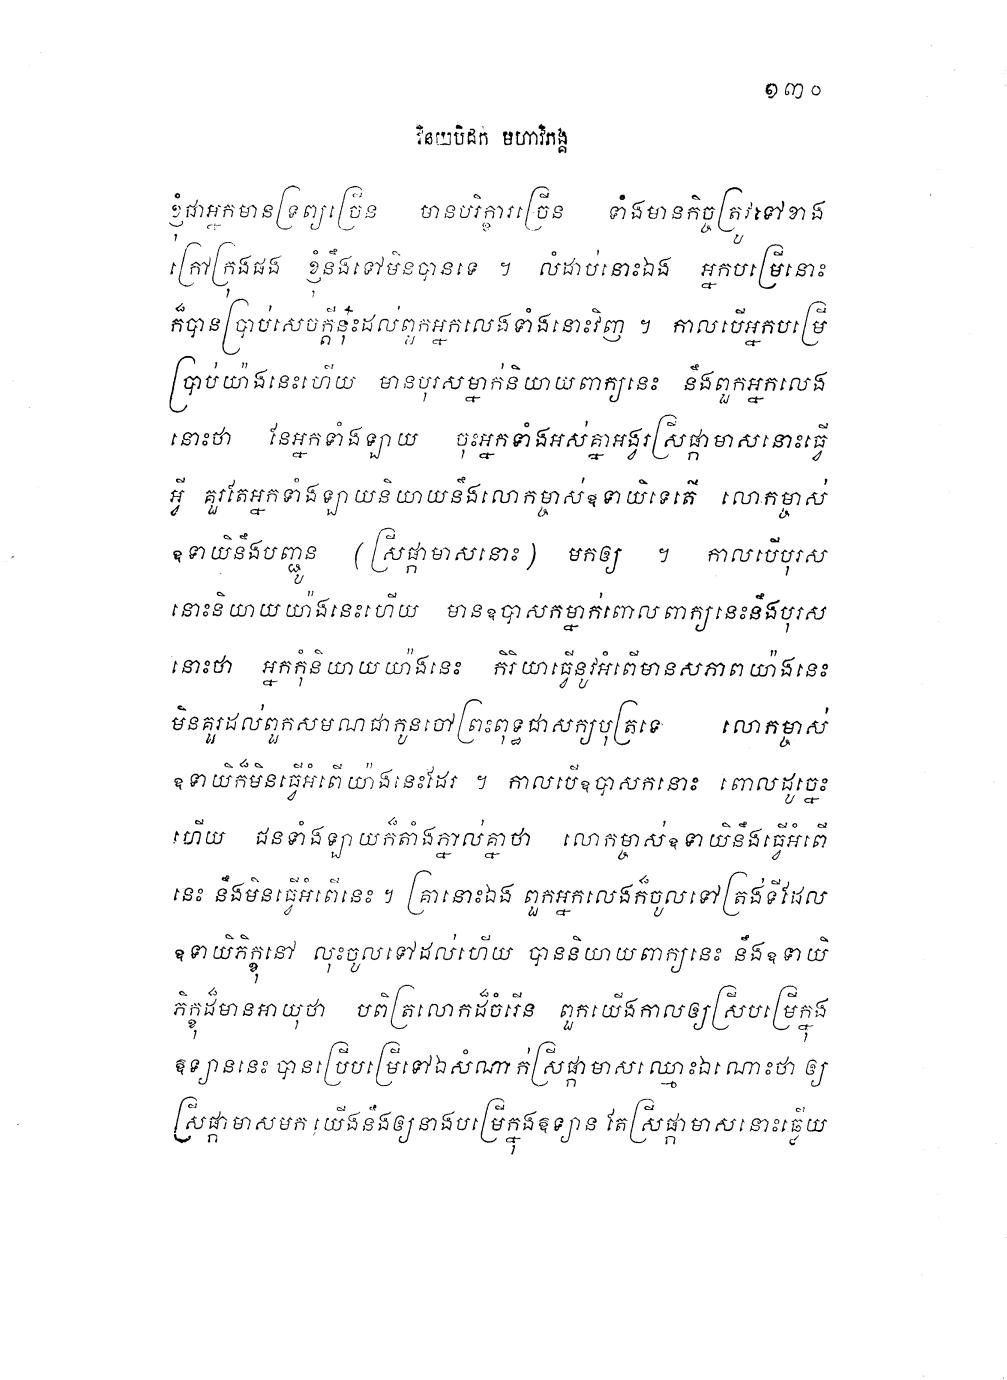 ១៣០
វិនយបិដក មហាវិភង្គ
ខ្ញុំជាអ្នកមានទ្រព្យច្រើន មានបរិក្ខារច្រើន ទាំងមានកិច្ចត្រូវទៅខាង
ក្រៅក្រុងផង ខ្ញុំនឹងទៅមិនបានទេ ។ លំដាប់នោះឯង អ្នកបម្រើនោះ
ក៏បានប្រាប់សេចក្តីនុ៎ះដល់ពួកអ្នកលេងទាំងនោះវិញ ។ កាលបើអ្នកបម្រើ
ប្រាប់យ៉ាងនេះហើយ មានបុរសម្នាក់និយាយពាក្យនេះ នឹងពួកអ្នកលេង
នោះថា នែអ្នកទាំងឡាយ ចុះអ្នកទាំងអស់គ្នាអង្វរស្រីផ្កាមាសនោះធ្វើ
អ្វី គួរតែអ្នកទាំងឡាយនិយាយនឹងលោកម្ចាស់ឧទាយិទេតើ លោកម្ចាស់
ឧទាយិនឹងបញ្ជូន (ស្រីផ្កាមាសនោះ) មកឲ្យ ។ កាលបើបុរស
នោះនិយាយយ៉ាងនេះហើយ មានឧបាសកម្នាក់ពោលពាក្យនេះនឹងបុរស
នោះថា អ្នកកុំនិយាយយ៉ាងនេះ កិរិយាធ្វើនូវអំពើមានសភាពយ៉ាងនេះ
មិនគួរដល់ពួកសមណជាកូនចៅព្រះពុទ្ធជាសក្យបុត្រទេ លោកម្ចាស់
ឧទាយិក៏មិនធ្វើអំពើយ៉ាងនេះដែរ ។ កាលបើឧបាសកនោះ ពោលដូច្នេះ
ហើយ ជនទាំងឡាយក៏តាំងភ្នាល់គ្នាថា លោកម្ចាស់ឧទាយិនឹងធ្វើអំពើ
នេះ នឹងមិនធ្វើអំពើនេះ ។ គ្រានោះឯង ពួកអ្នកលេងក៏ចូលទៅត្រង់ទីដែល
ឧទាយិភិក្ខុនៅ លុះចូលទៅដល់ហើយ បាននិយាយពាក្យនេះ នឹងឧទាយិ
ភិក្ខុដ៏មានអាយុថា បពិត្រលោកដ៏ចំរើន ពួកយើងកាលឲ្យស្រីបម្រើក្នុង
ឧទ្យាននេះ បានប្រើបម្រើទៅឯសំណាក់ស្រីផ្កាមាសឈ្មោះឯណោះថា ឲ្យ
ស្រីផ្កាមាសមក យើងនឹងឲ្យនាងបម្រើក្នុងឧទ្យាន តែស្រីផ្កាមាសនោះឆ្លើយ